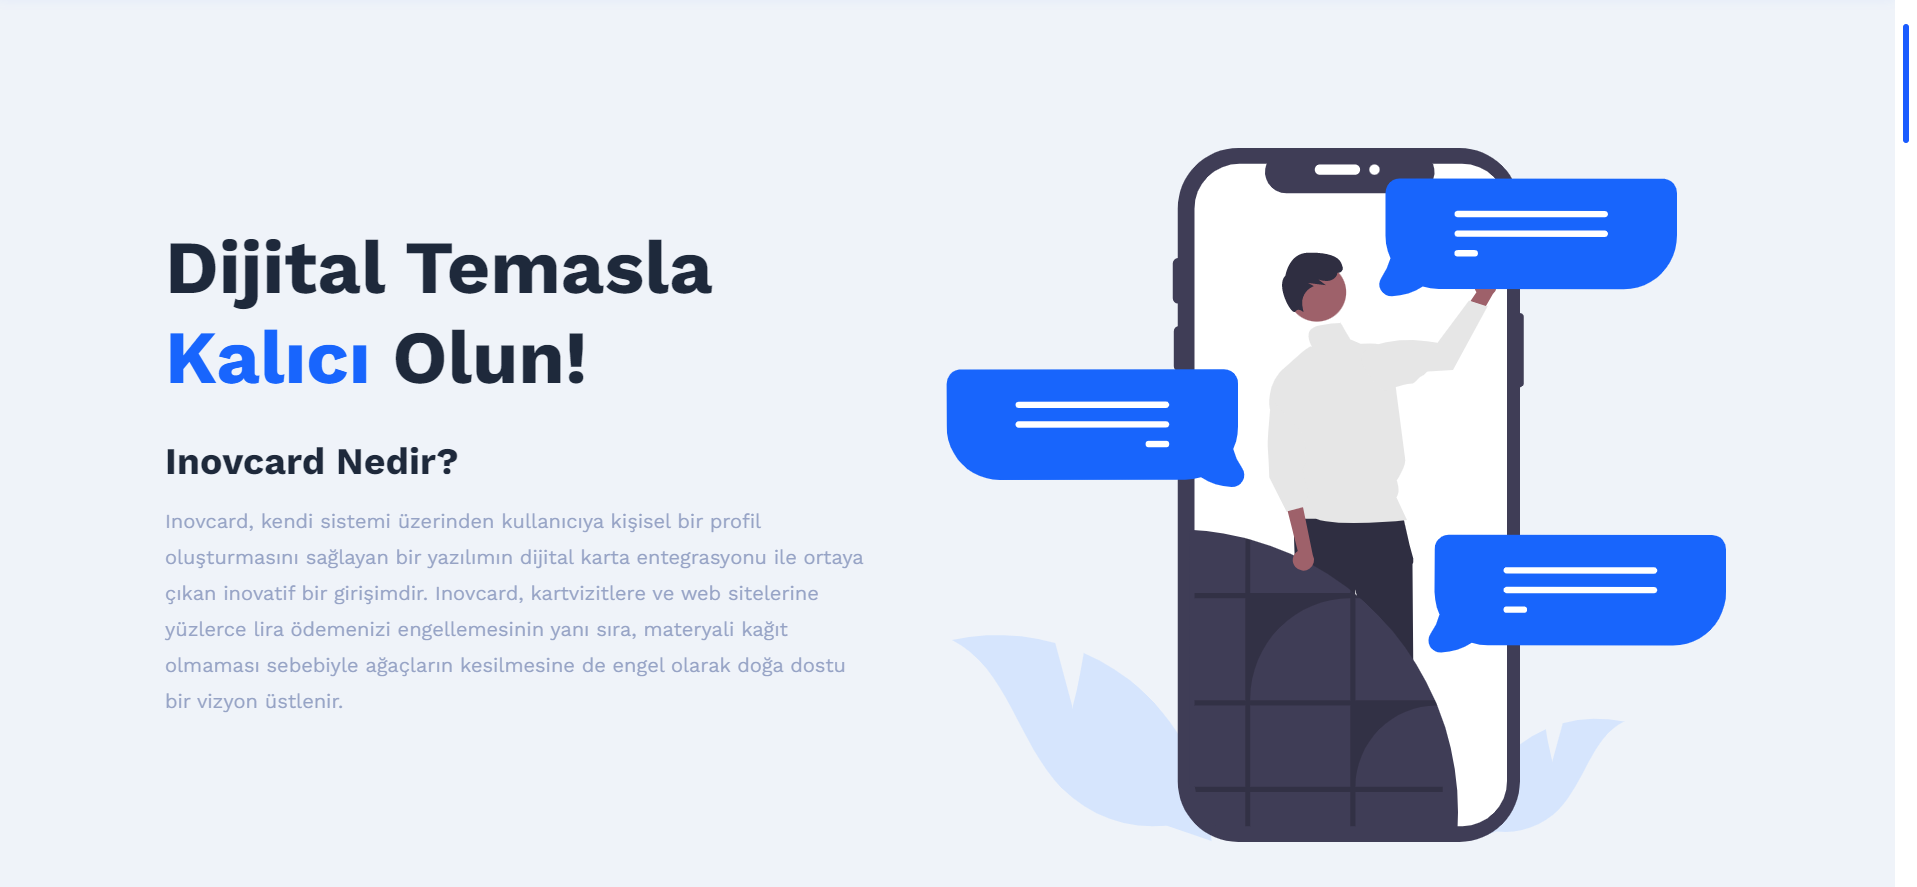 Dijital Temasla
Kalıcı Olun!
Inovcard Nedir?
Inovcard, kendi sistemi üzerinden kullanıcıya kişisel bir profil
oluşturmasını sağlayan bir yazılımın dijital karta entegrasyonu ile ortaya
çıkan inovatif bir girişimdir. Inovcard, kartvizitlere ve web sitelerine
yüzlerce lira ödemenizi engellemesinin yanı sıra, materyali kağıt
olmaması sebebiyle ağaçların kesilmesine de engel olarak doğa dostu
bir vizyon üstlenir.